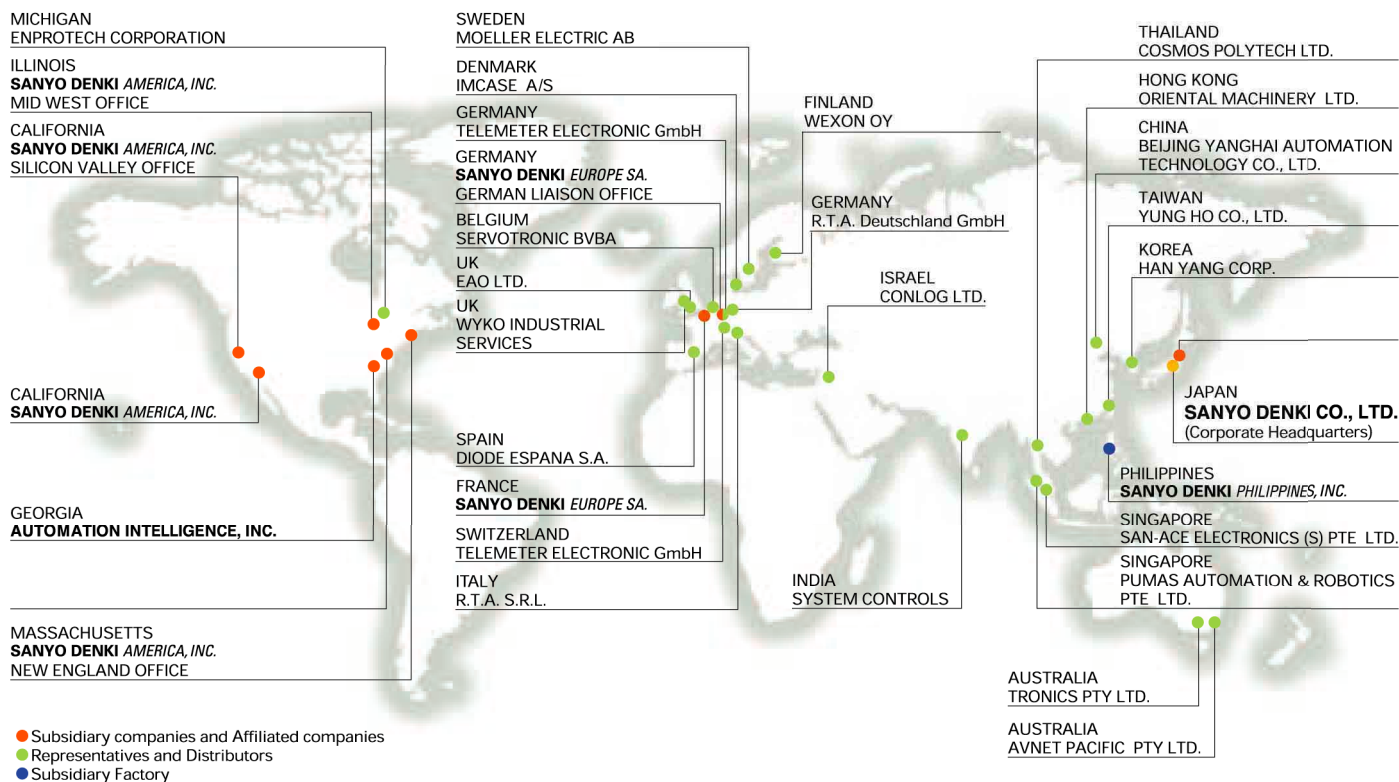 MICHIGAN
ENPROTECH CORPORATION
ILLINOIS
SANYO DENKI AMERICA, INC.
MID WEST OFFICE
CALIFORNIA
SANYO DENKI AMERICA, INC.
SILICON VALLEY OFFICE
CALIFORNIA
SANYO DENKI AMERICA, INC.
GEORGIA
AUTOMATION INTELLIGENCE, INC.
MASSACHUSETTS
SANYO DENKI AMERICA, INC.
NEW ENGLAND OFFICE
SWEDEN
MOELLER ELECTRIC AB
DENMARK
IMCASE A/S
GERMANY
TELEMETER ELECTRONIC GmbH
GERMANY
SANYO DENKI EUROPE SA.
GERMAN LIAISON OFFICE
BELGIUM
SERVOTRONIC BVBA
UK
EAO LTD.
UK
WYKO INDUSTRIAL
SERVICES
SPAIN
DIODE ESPANA S.A.
FRANCE
SANYO DENKI EUROPE SA.
SWITZERLAND
TELEMETER ELECTRONIC GmbH
ITALY
R.T.A. S.R.L.
FINLAND
WEXON OY
GERMANY
R.T.A. Deutschland GmbH
ISRAEL
CONLOG LTD.
INDIA
SYSTEM CONTROLS
THAILAND
COSMOS POLYTECH LTD.
HONG KONG
ORIENTAL MACHINERY LTD.
CHINA
BEIJING YANGHAI AUTOMATION
TECHNOLOGY CO., LTD.
TAIWAN
YUNG HO CO., LTD.
KOREA
HAN YANG CORP.
JAPAN
SANYO DENKI CO., LTD.
(Corporate Headquarters)
PHILIPPINES
SANYO DENKI PHILIPPINES, INC.
SINGAPORE
SAN-ACE ELECTRONICS (S) PTE LTD.
SINGAPORE
PUMAS AUTOMATION & ROBOTICS
PTE LTD.
AUSTRALIA
TRONICS PTY LTD.
AUSTRALIA
AVNET PACIFIC PTY LTD.
Subsidiary companies and Affiliated companies
Representatives and Distributors
Subsidiary Factory